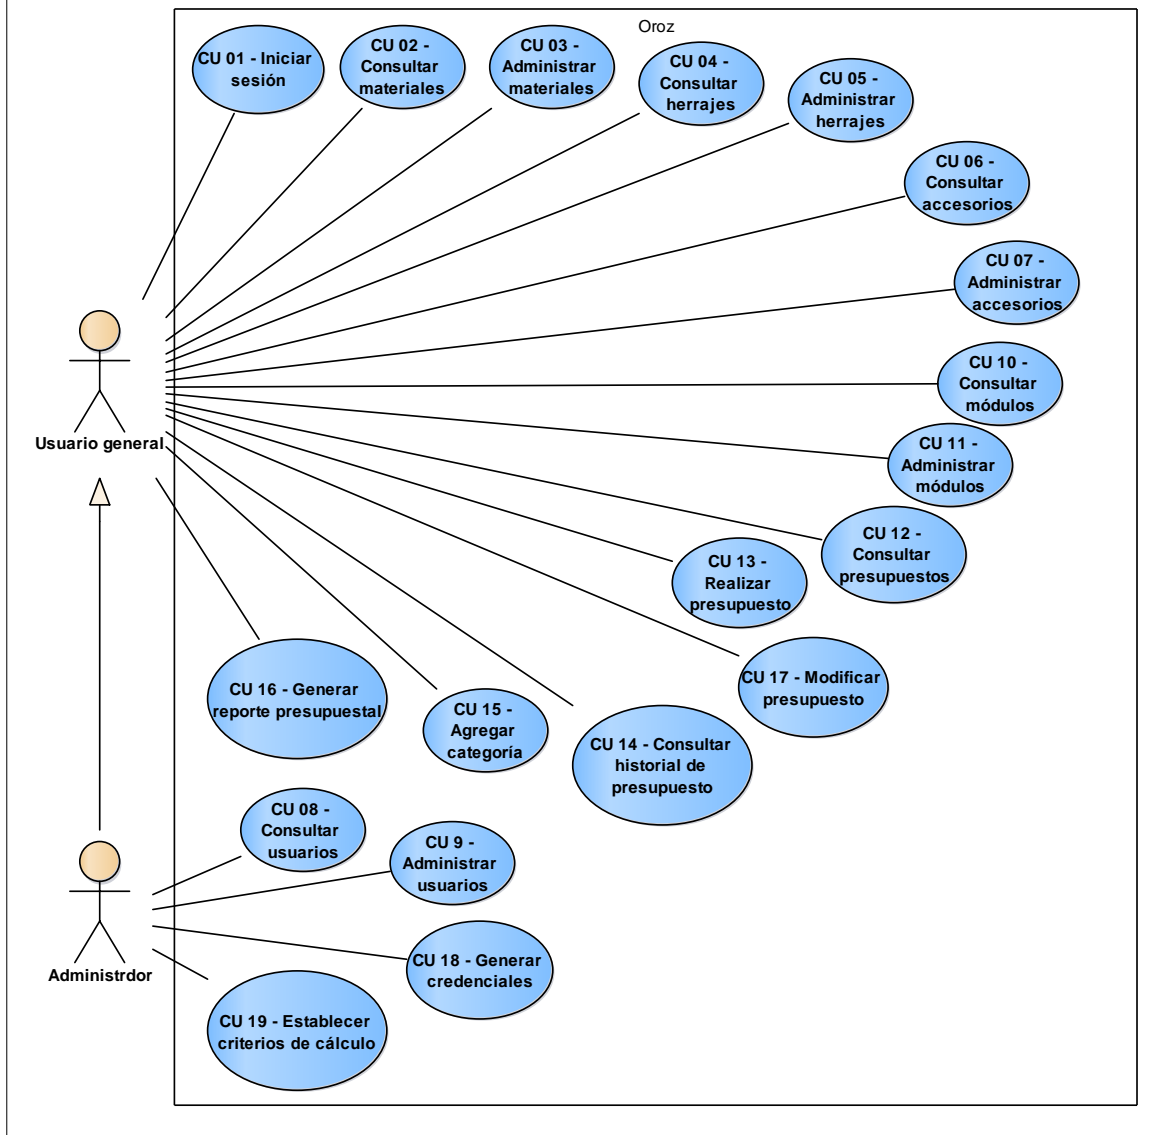 Oroz
CU 01 - Iniciar
sesión
CU 02 -
Consultar
materiales
CU 03 -
Administrar
materiales
CU 04 -
Consultar
herrajes
CU 05 -
Administrar
herrajes
CU 06 -
Consultar
accesorios
CU 07 -
Administrar
accesorios
CU 10 -
Consultar
módulos
CU 11 -
Administrar
módulos
CU 12 -
Consultar
presupuestos
CU 13 -
Realizar
presupuesto
CU 17 - Modificar
presupuesto
CU 14 - Consultar
historial de
presupuesto
CU 15 -
Agregar
categoría
CU 16 - Generar
reporte presupuestal
Usuario general
CU 08 -
Consultar
usuarios
CU 9 -
Administrar
usuarios
CU 18 - Generar
credenciales
CU 19 - Establecer
criterios de cálculo
Administrdor